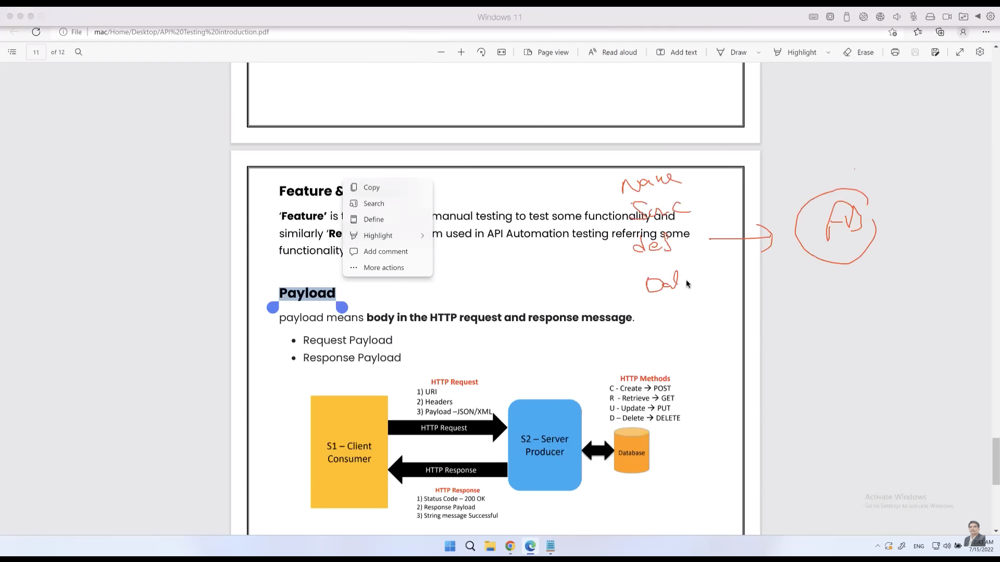 Windows 11
File mac/Home/Desktop/API%20Testing%20introduction.pdf
11 of 12 Page view Read aloud Add text Draw Highlight Erase
Feature &
Copy
Search
Define
Highlight
Add comment
More actions
‘Feature’ is manual testing to test some functionality and
similarly ‘Re m used in API Automation testing referring some
functionality
Name
des
Payload
payload means body in the HTTP request and response message.
• Request Payload
• Response Payload
HTTP Request
1) URI
2) Headers
3) Payload –JSON/XML
HTTP Request
HTTP Methods
C - Create → POST
R - Retrieve → GET
U - Update → PUT
D – Delete → DELETE
S1 – Client
Consumer
S2 – Server
Producer
Database
HTTP Response
HTTP Response
1) Status Code – 200 OK
2) Response Payload
3) String message Successful
Activate Windows
Go to Settings to activate Windows.
ENG
7:43 AM
7/15/2022